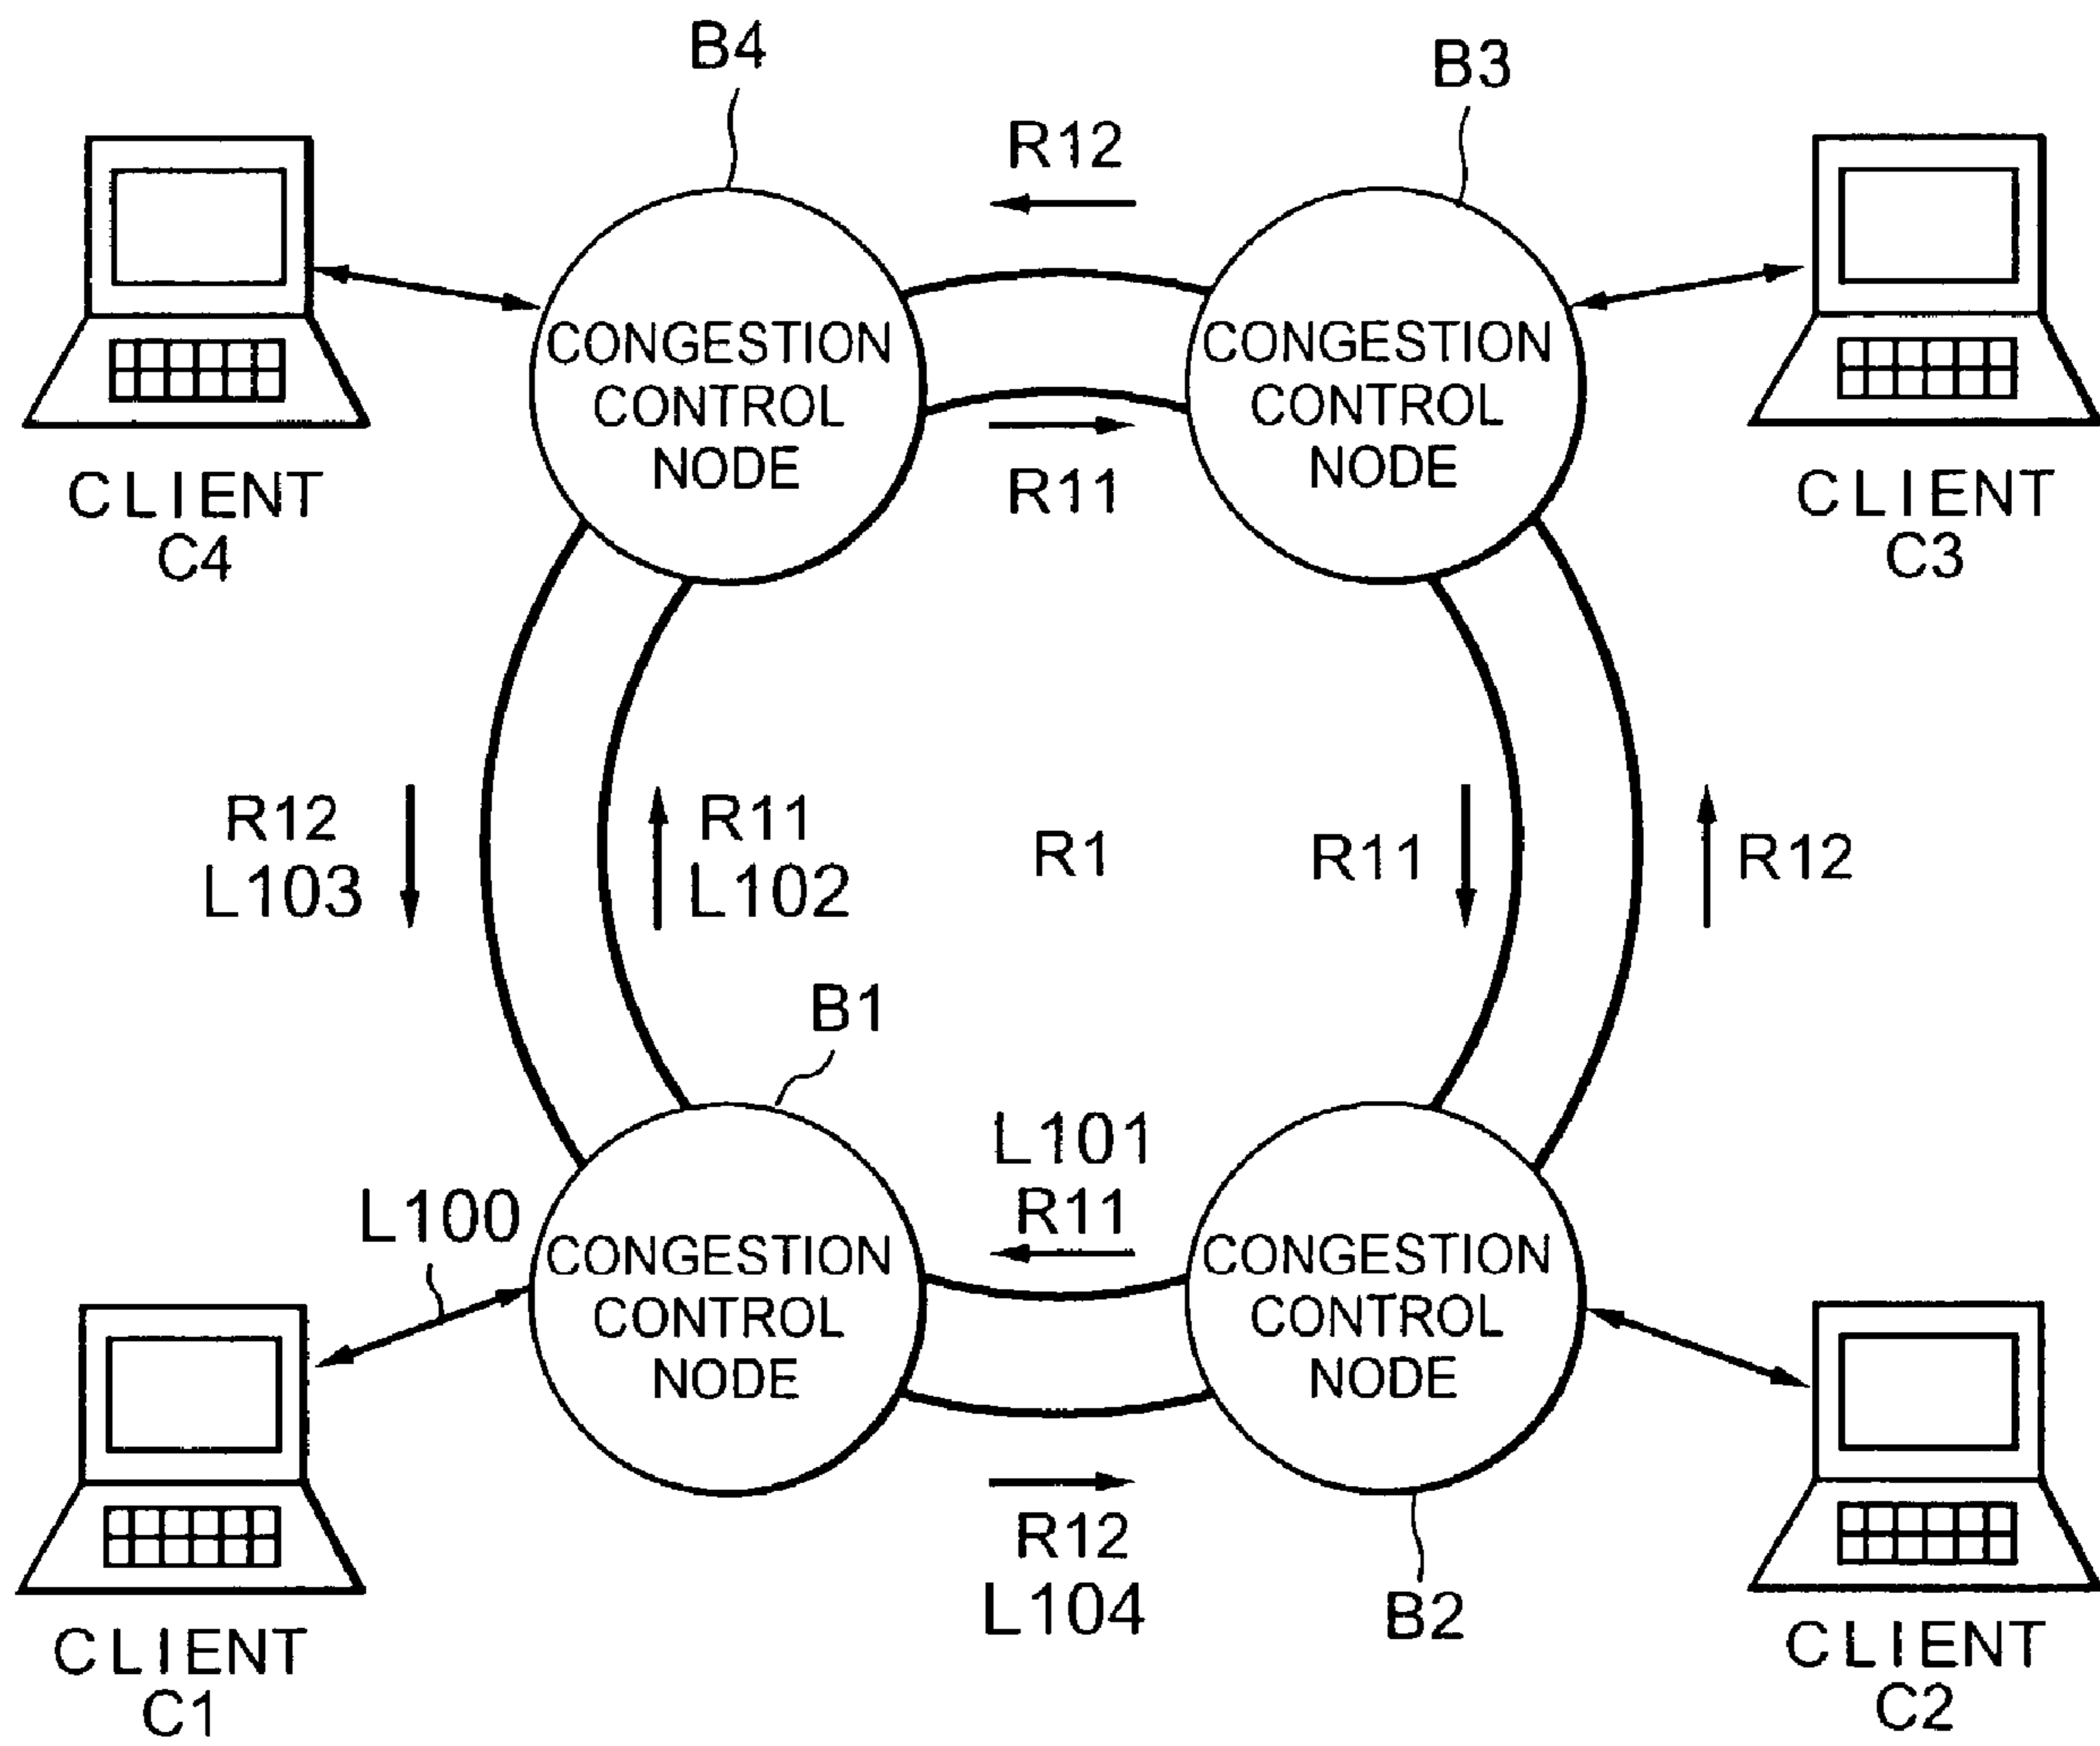 B4
B3
R12
CONGESTION
CONTROL
NODE
CONGESTION
CONTROL
NODE
R11
CLIENT
C4
CLIENT
C3
R12
L103
R11
L102
R1
R11
R12
B1
L101
R11
L100
CONGESTION
CONTROL
NODE
CONGESTION
CONTROL
NODE
R12
L104
B2
CLIENT
C1
CLIENT
C2